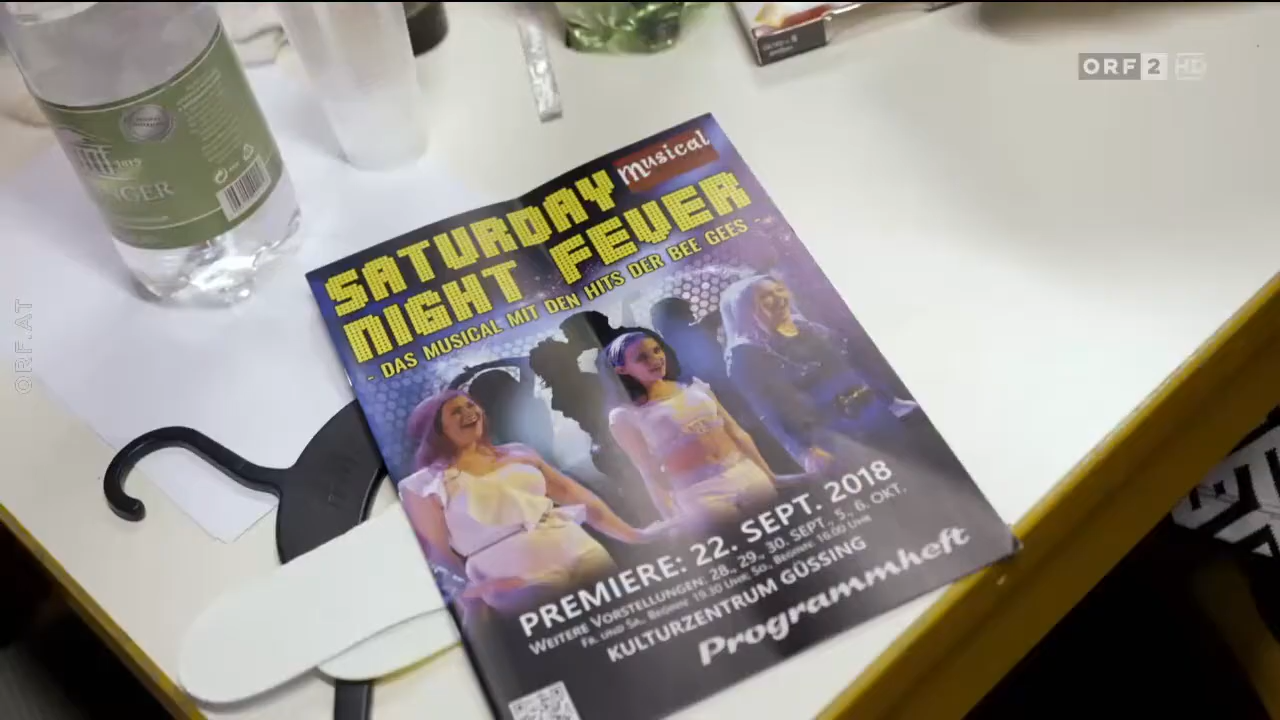 ORF 2 HD
ORF.AT
Musical
SATURDAY
NIGHT FEVER
- DAS MUSICAL MIT DEN HITS DER BEE GEES -
PREMIERE: 22. SEPT. 2018
WEITERE VORSTELLUNGEN: 28., 29., 30. SEPT., 5., 6. OKT.
FR. UND SA., BEGINN: 19.30 UHR, SO., BEGINN: 16.00 UHR
KULTURZENTRUM GÜSSING
Programmheft